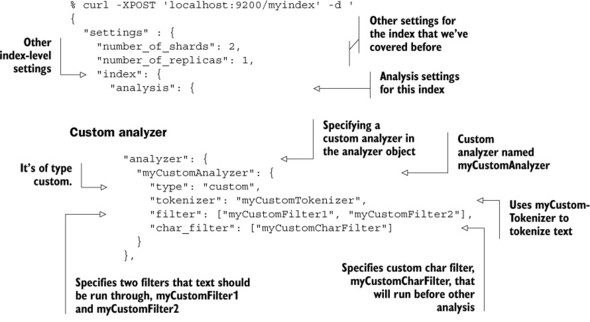 % curl -XPOST 'localhost:9200/myindex' -d '
{
"settings" : {
"number_of_shards": 2,
"number_of_replicas": 1,
"index": {
"analysis": {
Other
index-level
settings
Other settings for
the index that we've
covered before
Analysis settings
for this index
Custom analyzer
Specifying a
custom analyzer in
the analyzer object
Custom
analyzer named
myCustomAnalyzer
It's of type
custom.
"analyzer": {
"myCustomAnalyzer": {
"type": "custom",
"tokenizer": "myCustomTokenizer",
"filter": ["myCustomFilter1", "myCustomFilter2"],
"char_filter": ["myCustomCharFilter"]
}
},
Uses myCustom-
Tokenizer to
tokenize text
Specifies two filters that text should
be run through, myCustomFilter1
and myCustomFilter2
Specifies custom char filter,
myCustomCharFilter, that
will run before other
analysis